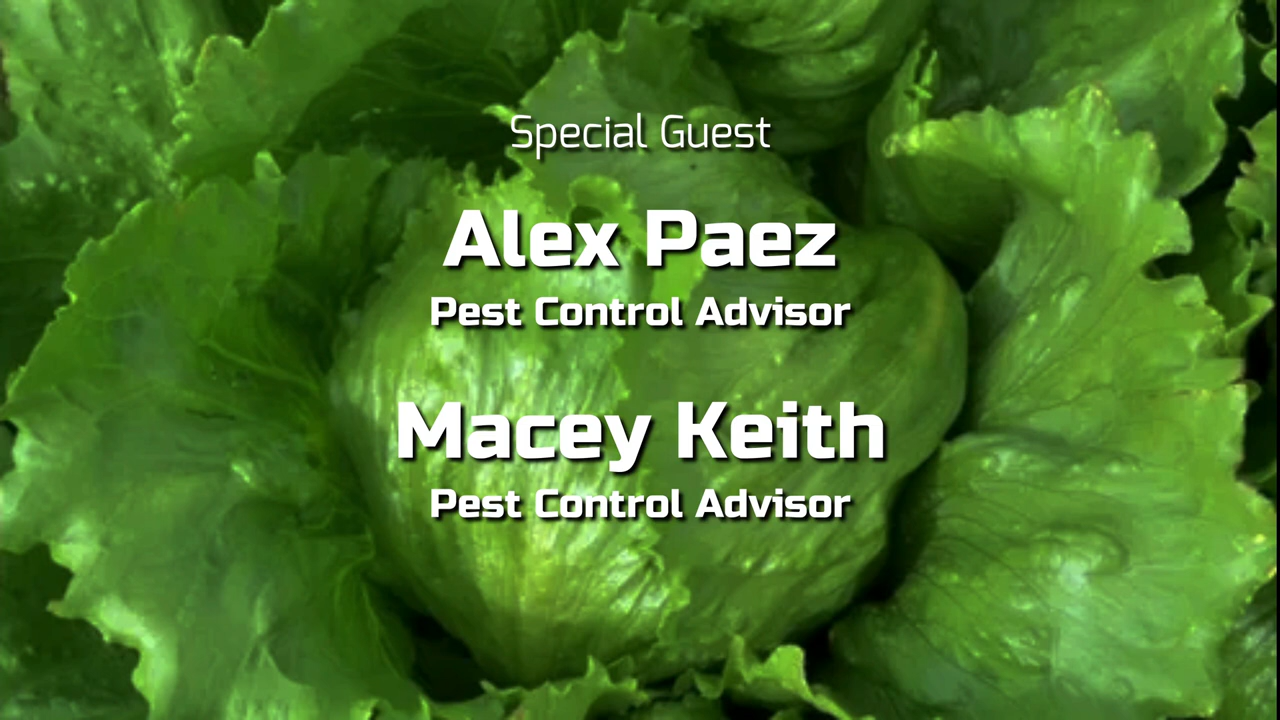 Special Guest
Alex Paez
Pest Control Advisor
Macey Keith
Pest Control Advisor